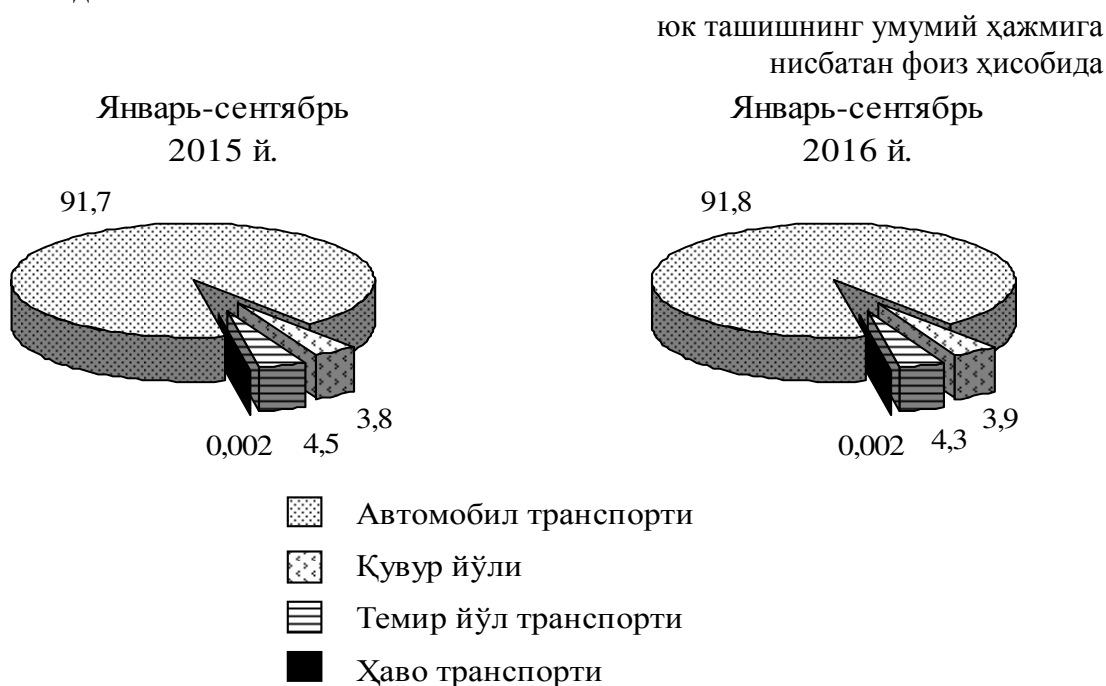 юк ташишнинг умумий ҳажмига
нисбатан фоиз ҳисобида
Январь-сентябрь
2015 й.
91,7
0,002
4,5
3,8
Январь-сентябрь
2016 й.
91,8
0,002
4,3
3,9
Автомобил транспорти
Қувур йўли
Темир йўл транспорти
Ҳаво транспорти